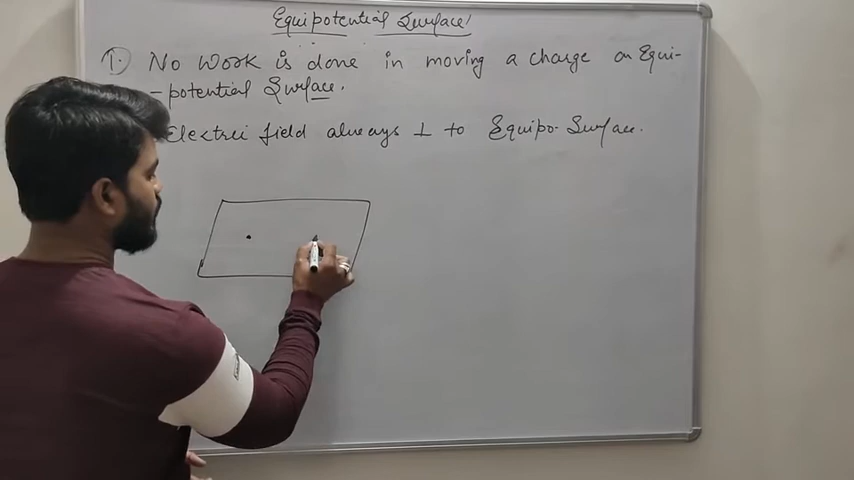 Equipotential Surface!
1. No work is done in moving a charge on Equi-
-potential Surface.
Electric field always ⊥ to Equipo. Surface.